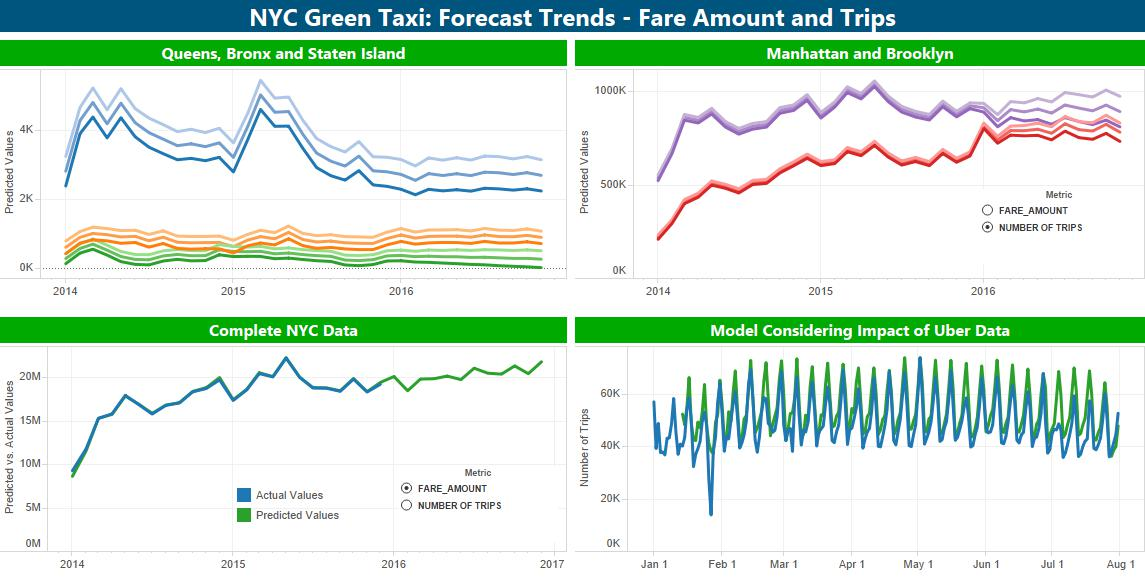 NYC Green Taxi: Forecast Trends - Fare Amount and Trips
Queens, Bronx and Staten Island
Predicted Values
4K
2K
0K
2014
2015
2016
Manhattan and Brooklyn
Predicted Values
1000K
500K
0K
Metric
FARE_AMOUNT
NUMBER OF TRIPS
2014
2015
2016
Complete NYC Data
Predicted vs. Actual Values
20M
15M
10M
5M
0M
Actual Values
Predicted Values
Metric
FARE_AMOUNT
NUMBER OF TRIPS
2014
2015
2016
2017
Model Considering Impact of Uber Data
Number of Trips
60K
40K
20K
0K
Jan 1
Feb 1
Mar 1
Apr 1
May 1
Jun 1
Jul 1
Aug 1